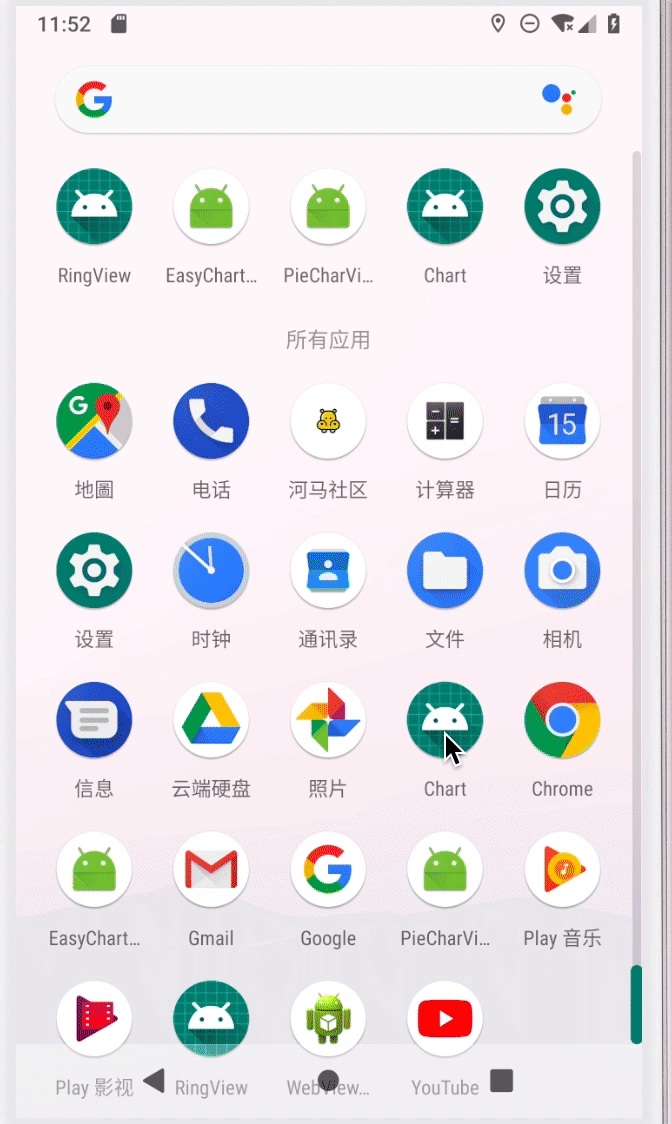 11:52
RingView EasyChart… PieCharVi… Chart 设置
所有应用
地圖 电话 河马社区 计算器 日历
15
设置 时钟 通讯录 文件 相机
信息 云端硬盘 照片 Chart Chrome
EasyChart… Gmail Google PieCharVi… Play 音乐
Play 影视 RingView WebView… YouTube